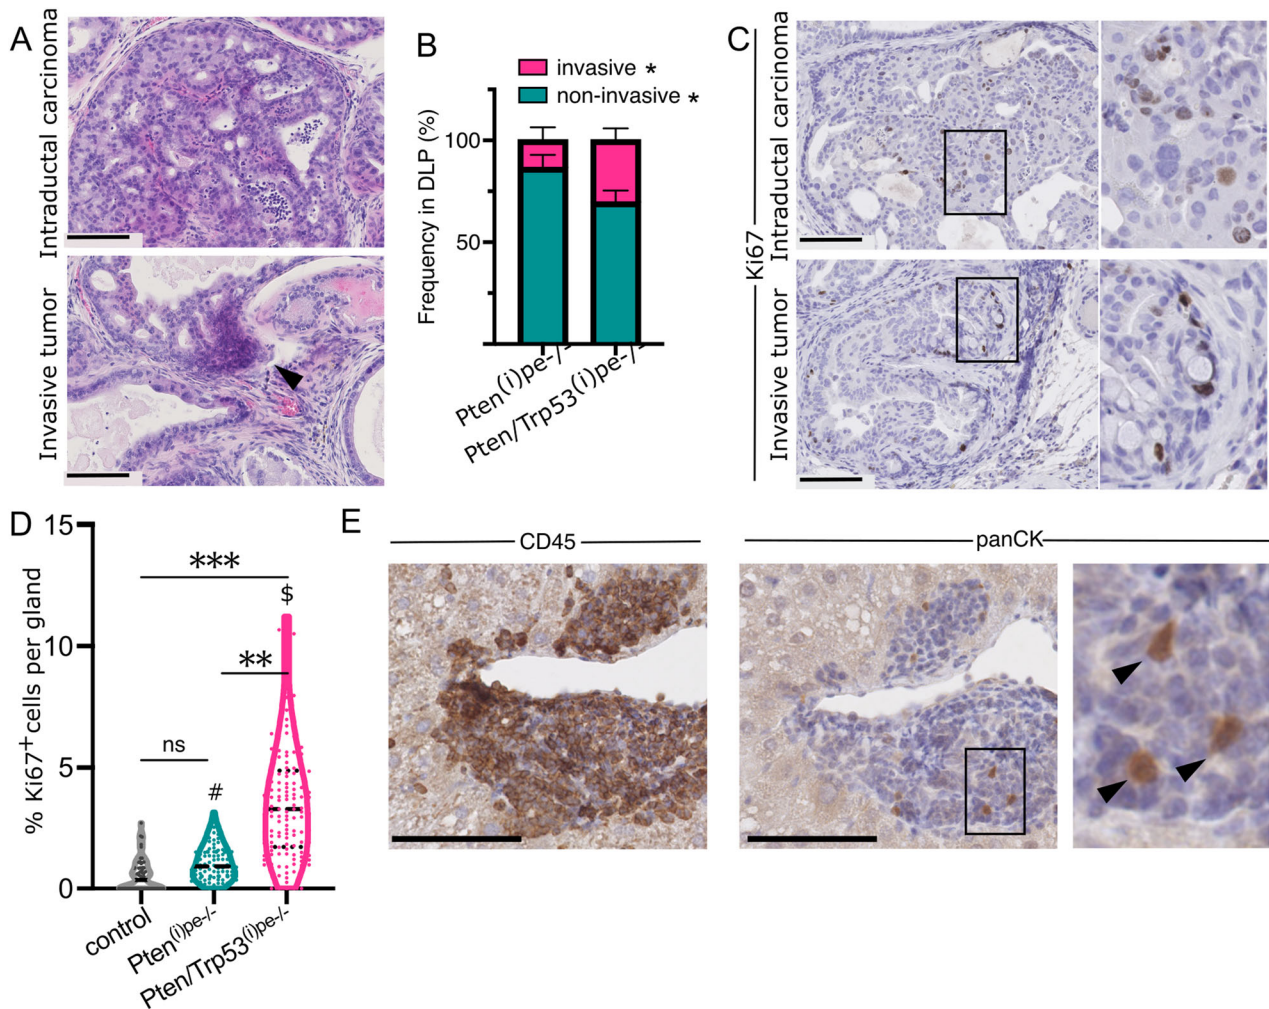 A
Intraductal carcinoma
Invasive tumor
B
invasive *
non-invasive *
Frequency in DLP (%)
100
50
Pten(i)pe-/-
Pten/Trp53(i)pe-/-
C
Ki67
Intraductal carcinoma
Invasive tumor
D
% Ki67+ cells per gland
15
10
5
0
***
$
**
ns
#
control
Pten(i)pe-/-
Pten/Trp53(i)pe-/-
E
CD45
panCK